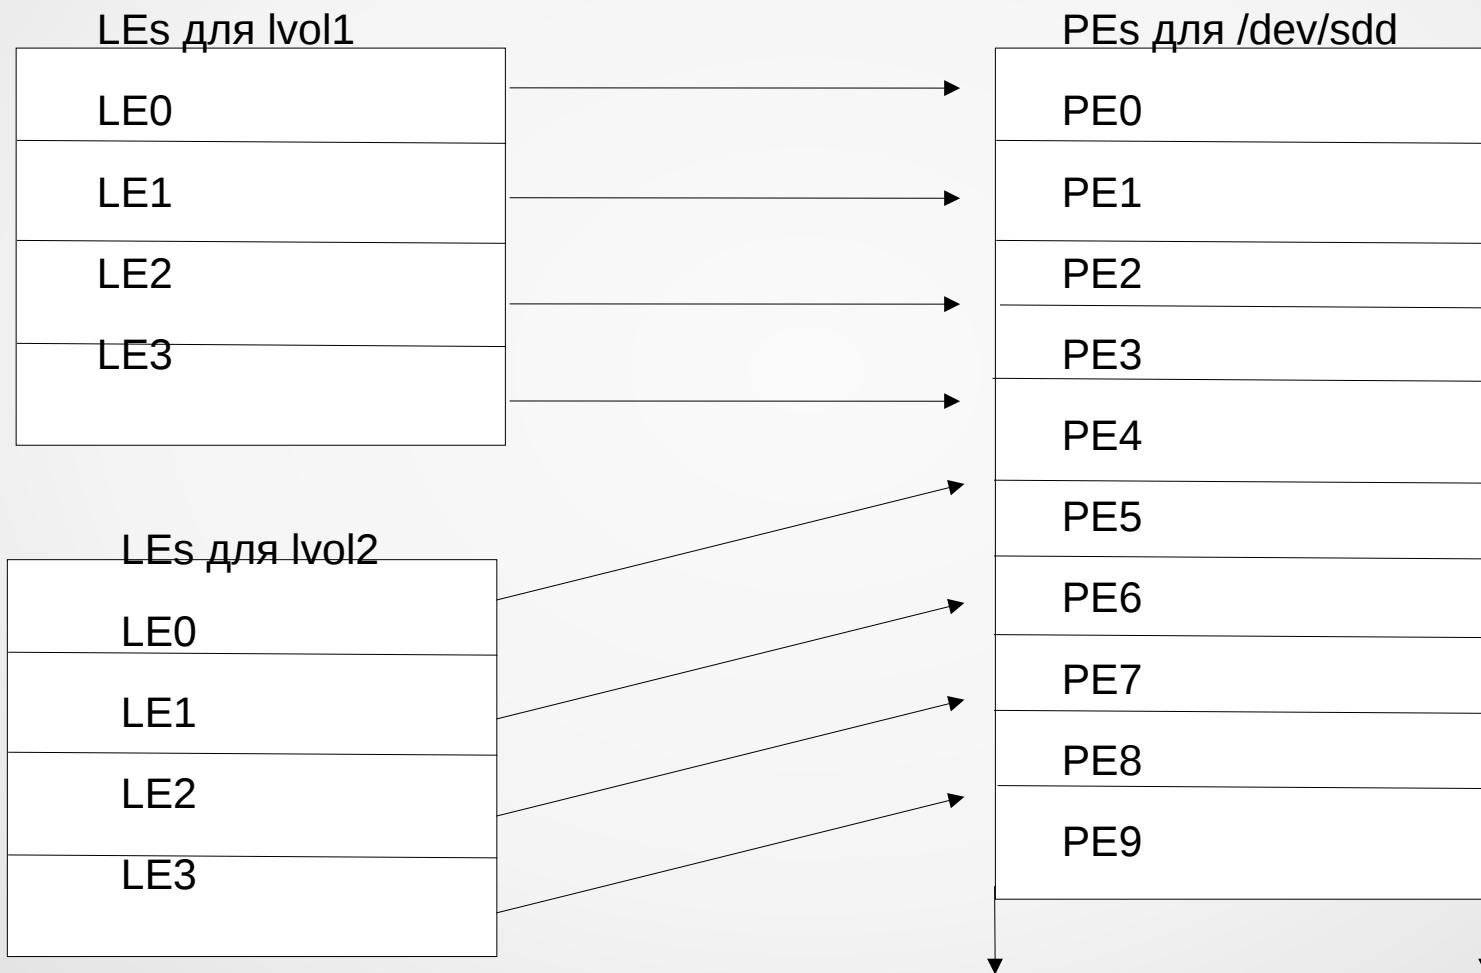 LEs для lvol1
LE0
LE1
LE2
LE3
LEs для lvol2
LE0
LE1
LE2
LE3
PEs для /dev/sdd
PE0
PE1
PE2
PE3
PE4
PE5
PE6
PE7
PE8
PE9